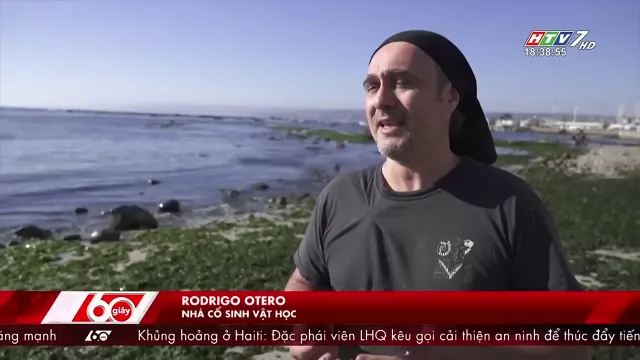 HTV7 HD
18:38:55
60 giây
RODRIGO OTERO
NHÀ CỔ SINH VẬT HỌC
ăng mạnh 60 Khủng hoảng ở Haiti: Đặc phái viên LHQ kêu gọi cải thiện an ninh để thúc đẩy tiến